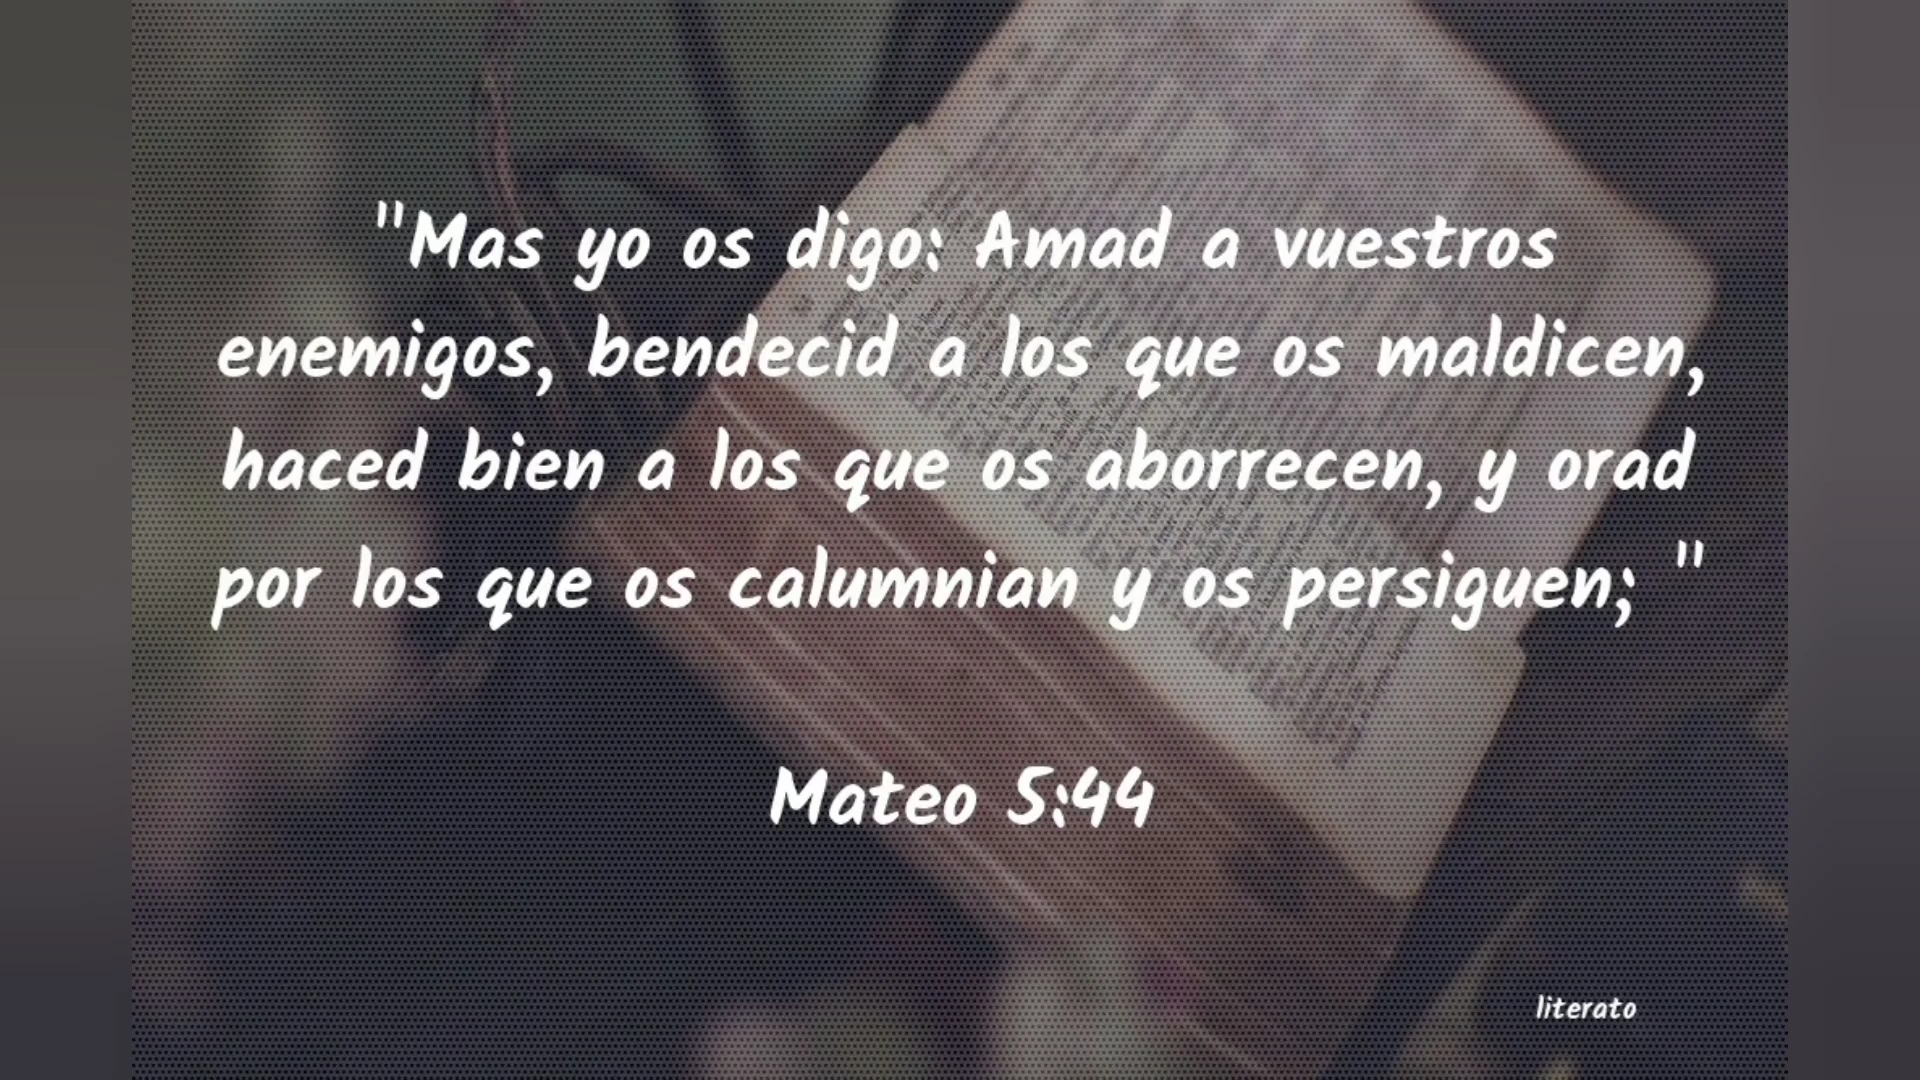 "Mas yo os digo: Amad a vuestros
enemigos, bendecid a los que os maldicen,
haced bien a los que os aborrecen, y orad
por los que os calumnian y os persiguen; "
Mateo 5:44
literato